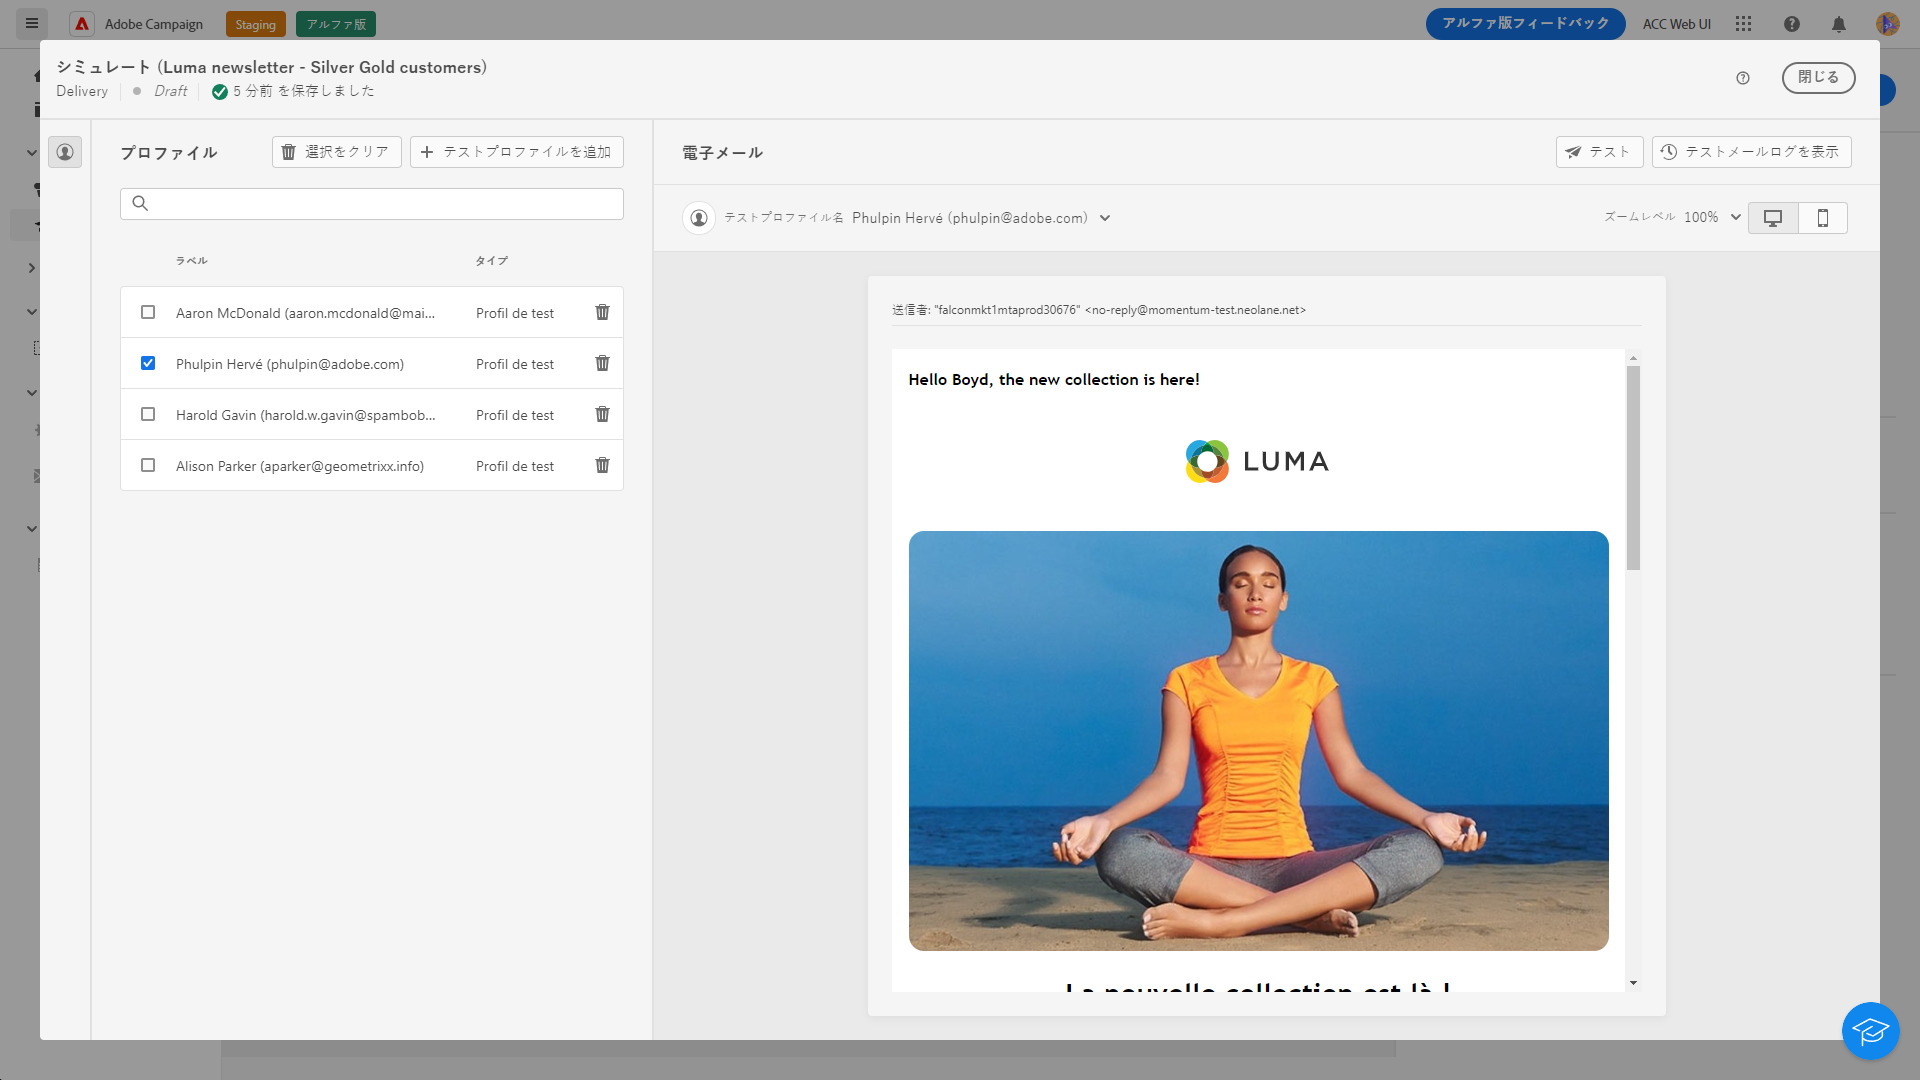 Adobe Campaign
Staging
アルファ版
アルファ版フィードバック
ACC Web UI
シミュレート (Luma newsletter - Silver Gold customers)
Delivery
Draft
5 分前 を保存しました
閉じる
プロファイル
選択をクリア
テストプロファイルを追加
電子メール
テスト
テストメールログを表示
テストプロファイル名 Phulpin Hervé (phulpin@adobe.com)
ズームレベル 100%
ラベル
タイプ
Aaron McDonald (aaron.mcdonald@mai...
Profil de test
Phulpin Hervé (phulpin@adobe.com)
Profil de test
Harold Gavin (harold.w.gavin@spambob...
Profil de test
Alison Parker (aparker@geometrixx.info)
Profil de test
送信者: "falconmkt1mtaprod30676" <no-reply@momentum-test.neolane.net>
Hello Boyd, the new collection is here!
LUMA
La nouvelle collection est là !